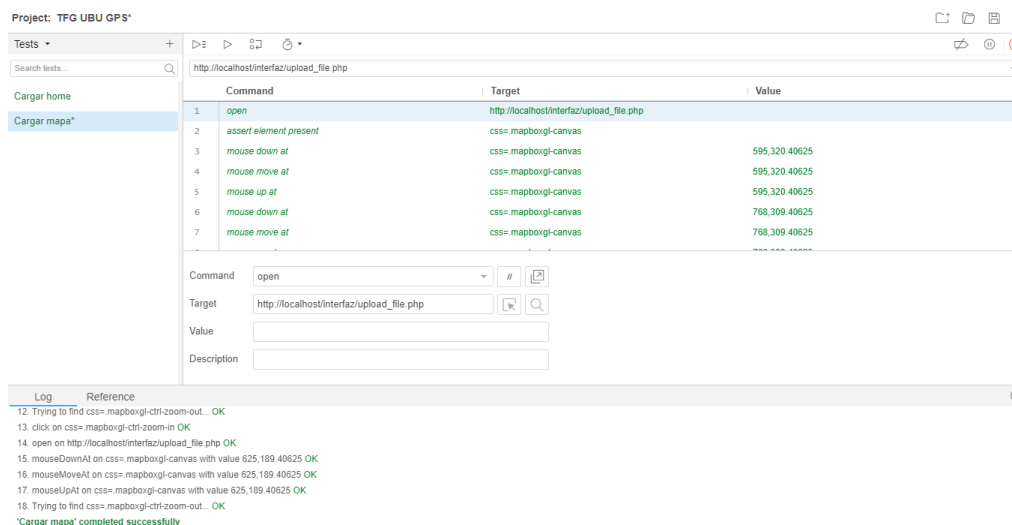 Project: TFG UBU GPS*
Tests
Search tests...
http://localhost/interfaz/upload_file.php
Cargar home
Cargar mapa*
Command Target Value
1 open http://localhost/interfaz/upload_file.php
2 assert element present css=.mapboxgl-canvas
3 mouse down at css=.mapboxgl-canvas 595,320.40625
4 mouse move at css=.mapboxgl-canvas 595,320.40625
5 mouse up at css=.mapboxgl-canvas 595,320.40625
6 mouse down at css=.mapboxgl-canvas 768,309.40625
7 mouse move at css=.mapboxgl-canvas 768,309.40625
Command open //
Target http://localhost/interfaz/upload_file.php
Value
Description
Log Reference
12. Trying to find css=.mapboxgl-ctrl-zoom-out... OK
13. click on css=.mapboxgl-ctrl-zoom-in OK
14. open on http://localhost/interfaz/upload_file.php OK
15. mouseDownAt on css=.mapboxgl-canvas with value 625,189.40625 OK
16. mouseMoveAt on css=.mapboxgl-canvas with value 625,189.40625 OK
17. mouseUpAt on css=.mapboxgl-canvas with value 625,189.40625 OK
18. Trying to find css=.mapboxgl-ctrl-zoom-out... OK
'Cargar mapa' completed successfully